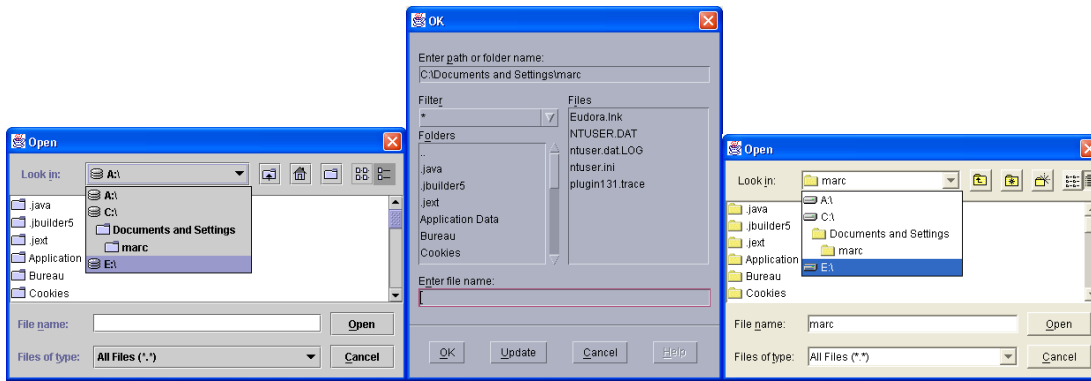 Open
Look in: A:\
A:\
C:\
Documents and Settings
marc
E:\
.java
.jbuilder5
.jext
Application
Bureau
Cookies
File name: Open
Files of type: All Files (*.*) Cancel
OK
Enter path or folder name:
C:\Documents and Settings\marc
Filter Files
*
Folders
..
.java
.jbuilder5
.jext
Application Data
Bureau
Cookies
Eudora.lnk
NTUSER.DAT
ntuser.dat.LOG
ntuser.ini
plugin131.trace
Enter file name:
OK Update Cancel Help
Open
Look in: marc
A:\
C:\
Documents and Settings
marc
E:\
.java
.jbuilder5
.jext
Application
Bureau
Cookies
File name: marc Open
Files of type: All Files (*.*) Cancel